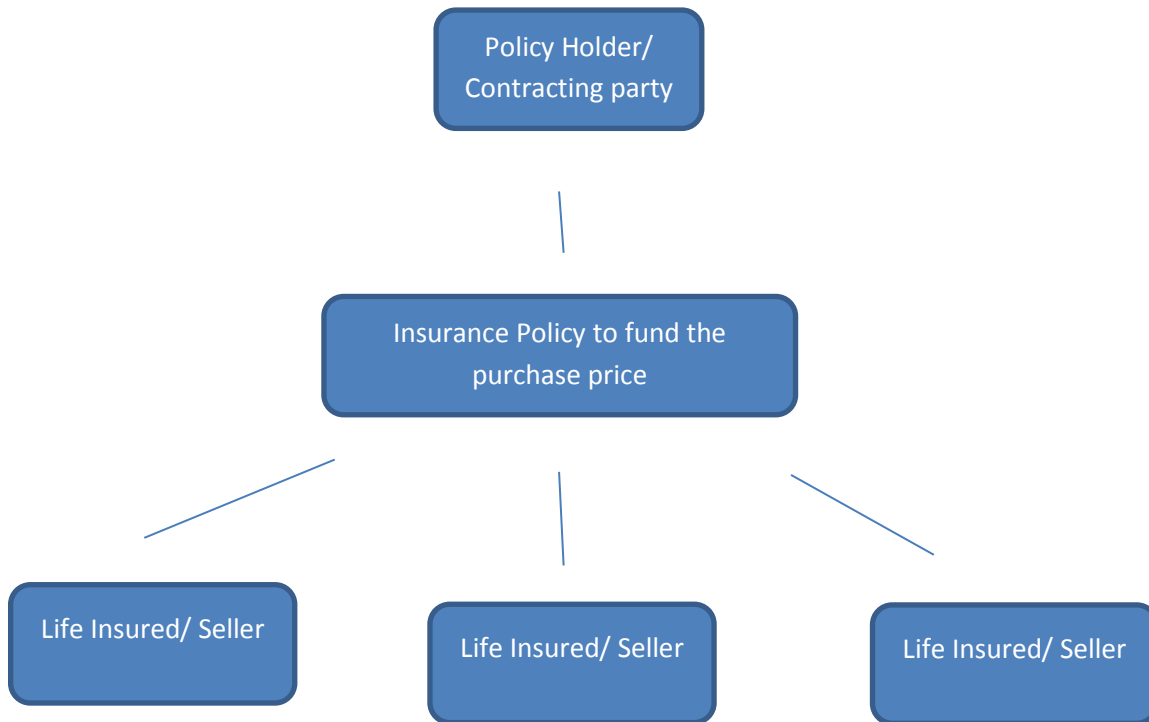 Policy Holder/
Contracting party
Insurance Policy to fund the
purchase price
Life Insured/ Seller
Life Insured/ Seller
Life Insured/ Seller